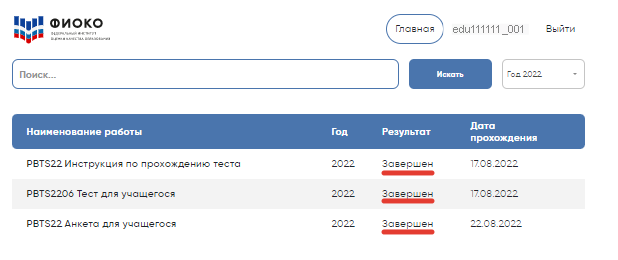 ФИОКО
ФЕДЕРАЛЬНЫЙ ИНСТИТУТ
ОЦЕНКИ КАЧЕСТВА ОБРАЗОВАНИЯ
Главная edu111111_001 Выйти
Поиск... Искать Год 2022
Наименование работы Год Результат Дата прохождения
PBTS22 Инструкция по прохождению теста 2022 Завершен 17.08.2022
PBTS2206 Тест для учащегося 2022 Завершен 17.08.2022
PBTS22 Анкета для учащегося 2022 Завершен 22.08.2022